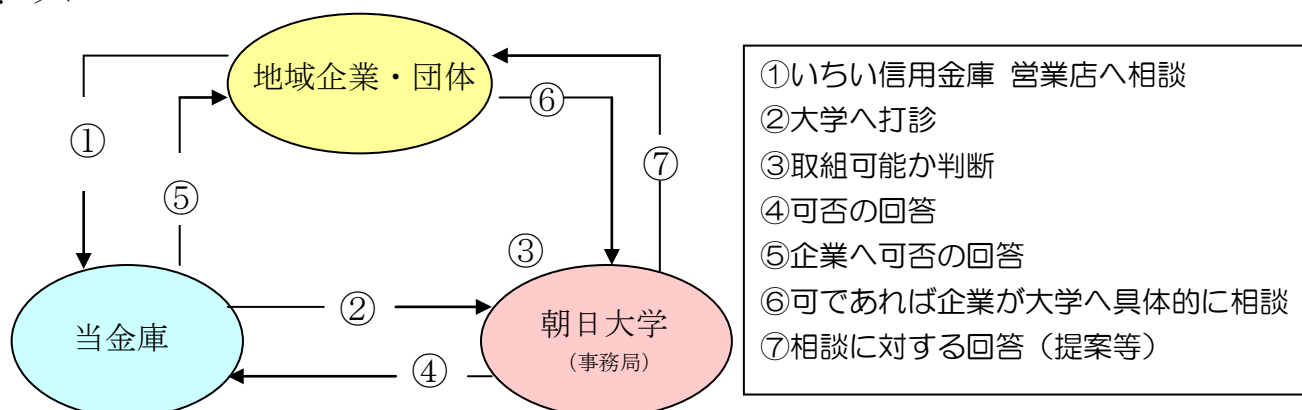 地域企業・団体
①
⑥
⑦
⑤
③
当金庫
②
朝日大学
（事務局）
④
①いちい信用金庫 営業店へ相談
②大学へ打診
③取組可能か判断
④可否の回答
⑤企業へ可否の回答
⑥可であれば企業が大学へ具体的に相談
⑦相談に対する回答（提案等）